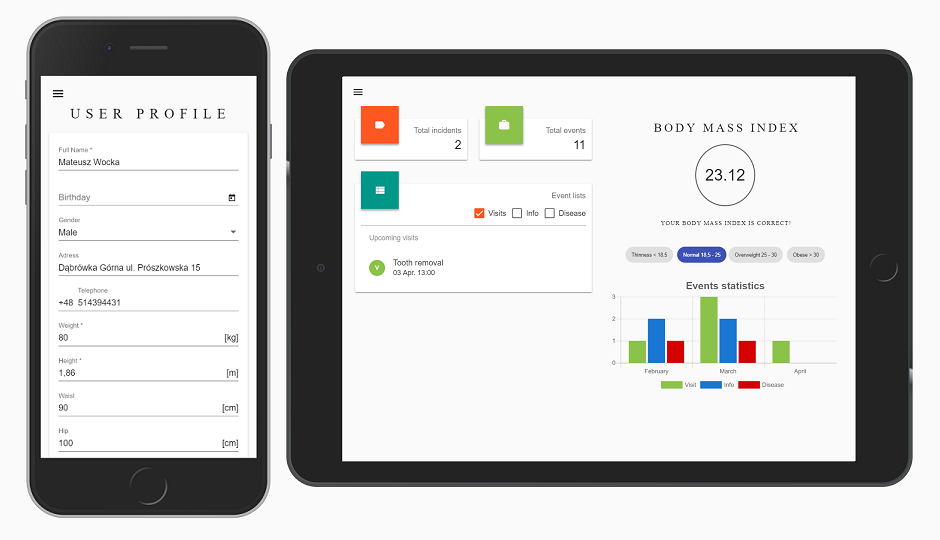 USER PROFILE
Full Name *
Mateusz Wocka
Birthday
Gender
Male
Adress
Dąbrówka Górna ul. Prószkowska 15
Telephone
+48 514394431
Weight *
80 [kg]
Height *
1,86 [m]
Waist
90 [cm]
Hip
100 [cm]
Total incidents
2
Total events
11
Event lists
Visits Info Disease
Upcoming visits
V
Tooth removal
03 Apr. 13:00
BODY MASS INDEX
23.12
YOUR BODY MASS INDEX IS CORRECT!
Thinness < 18.5 Normal 18,5 - 25 Overweight 25 - 30 Obese > 30
Events statistics
3
2
1
0
February March April
Visit Info Disease